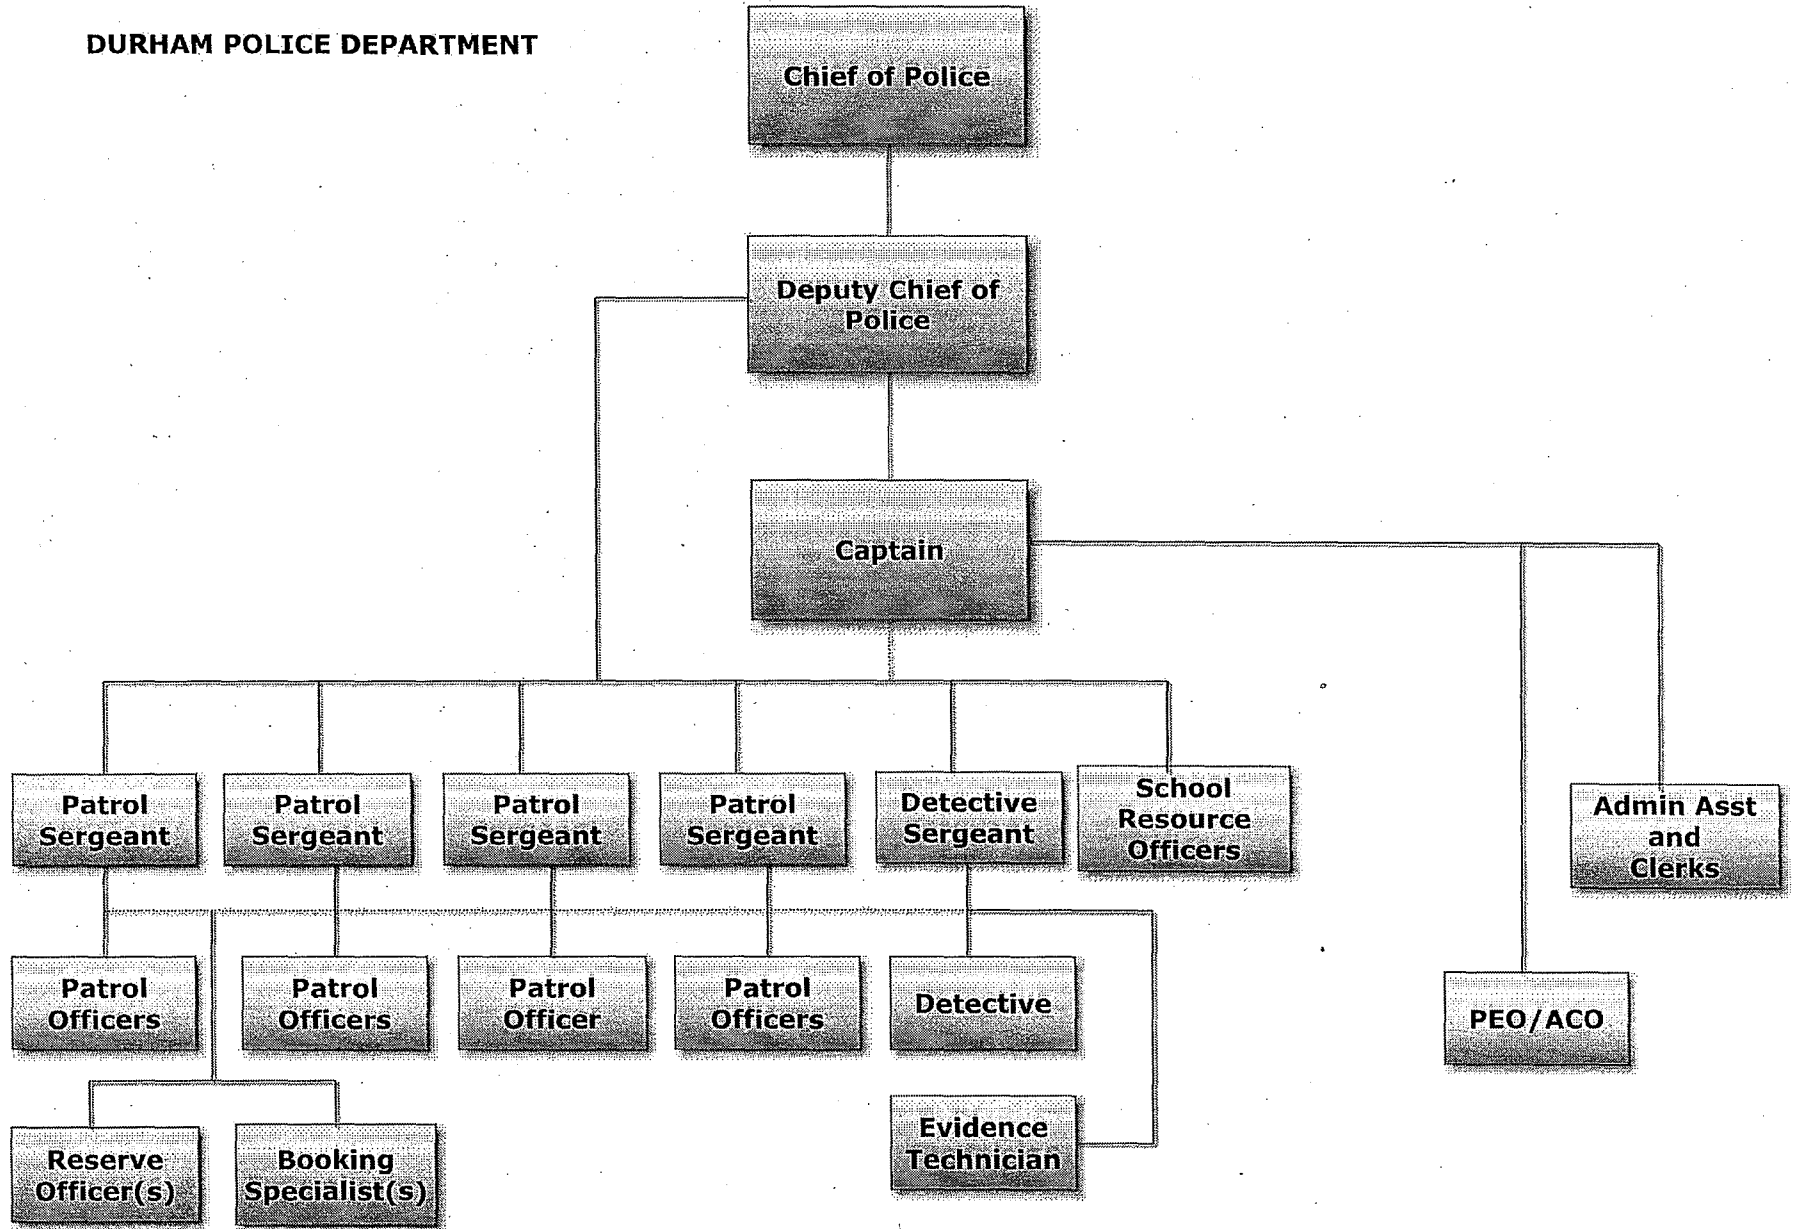 DURHAM POLICE DEPARTMENT
Chief of Police
Deputy Chief of
Police
Captain
Patrol
Sergeant
Patrol
Sergeant
Patrol
Sergeant
Patrol
Sergeant
Detective
Sergeant
School
Resource
Officers
Admin Asst
and
Clerks
Patrol
Officers
Patrol
Officers
Patrol
Officer
Patrol
Officers
Detective
PEO/ACO
Reserve
Officer(s)
Booking
Specialist(s)
Evidence
Technician